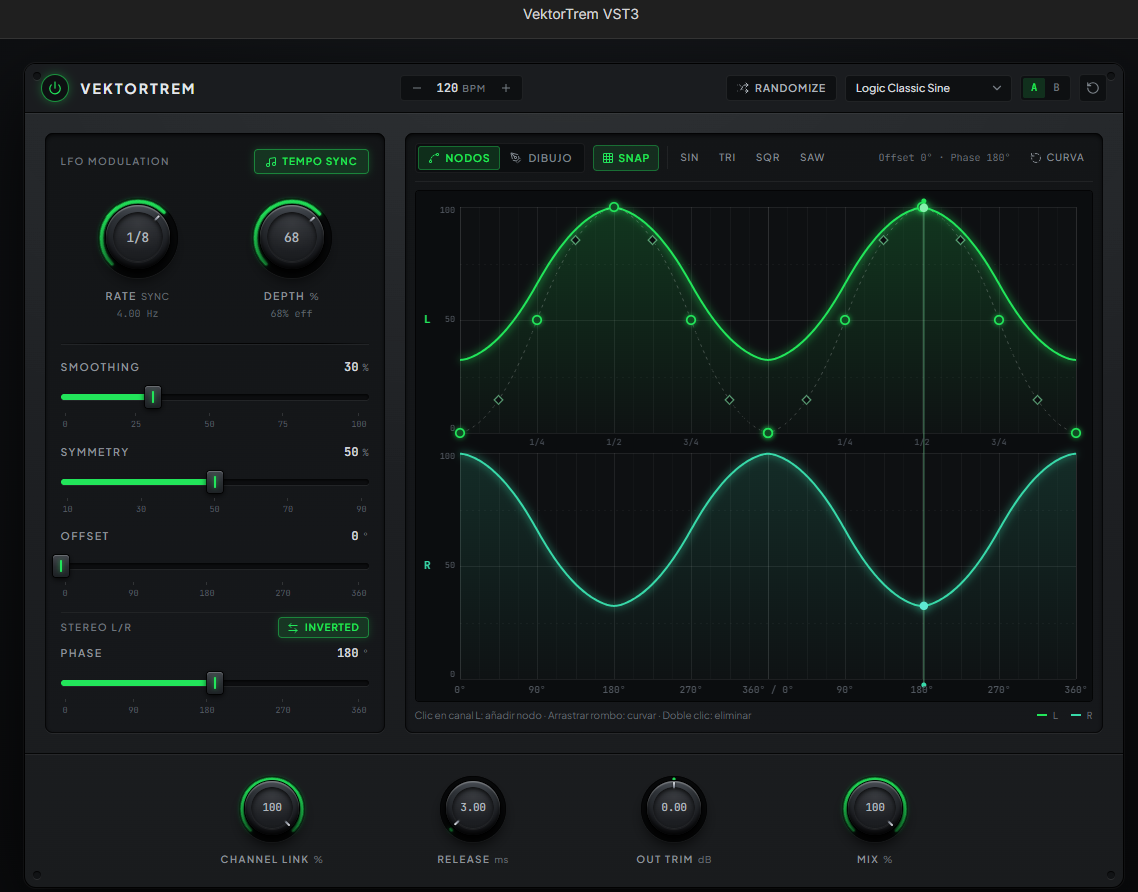 VektorTrem VST3
VEKTORTREM
− 120 BPM +
RANDOMIZE
Logic Classic Sine
A B
LFO MODULATION
TEMPO SYNC
1/8
68
RATE SYNC
DEPTH %
4.00 Hz
68% eff
SMOOTHING 30 %
0 25 50 75 100
SYMMETRY 50 %
10 30 50 70 90
OFFSET 0 °
0 90 180 270 360
STEREO L/R
INVERTED
PHASE 180 °
0 90 180 270 360
NODOS
DIBUJO
SNAP
SIN TRI SQR SAW
Offset 0° · Phase 180°
CURVA
100
L 50
0
1/4 1/2 3/4 1/4 1/2 3/4
100
R 50
0
0° 90° 180° 270° 360° / 0° 90° 180° 270° 360°
Clic en canal L: añadir nodo · Arrastrar rombo: curvar · Doble clic: eliminar
L R
100
3.00
0.00
100
CHANNEL LINK %
RELEASE ms
OUT TRIM dB
MIX %